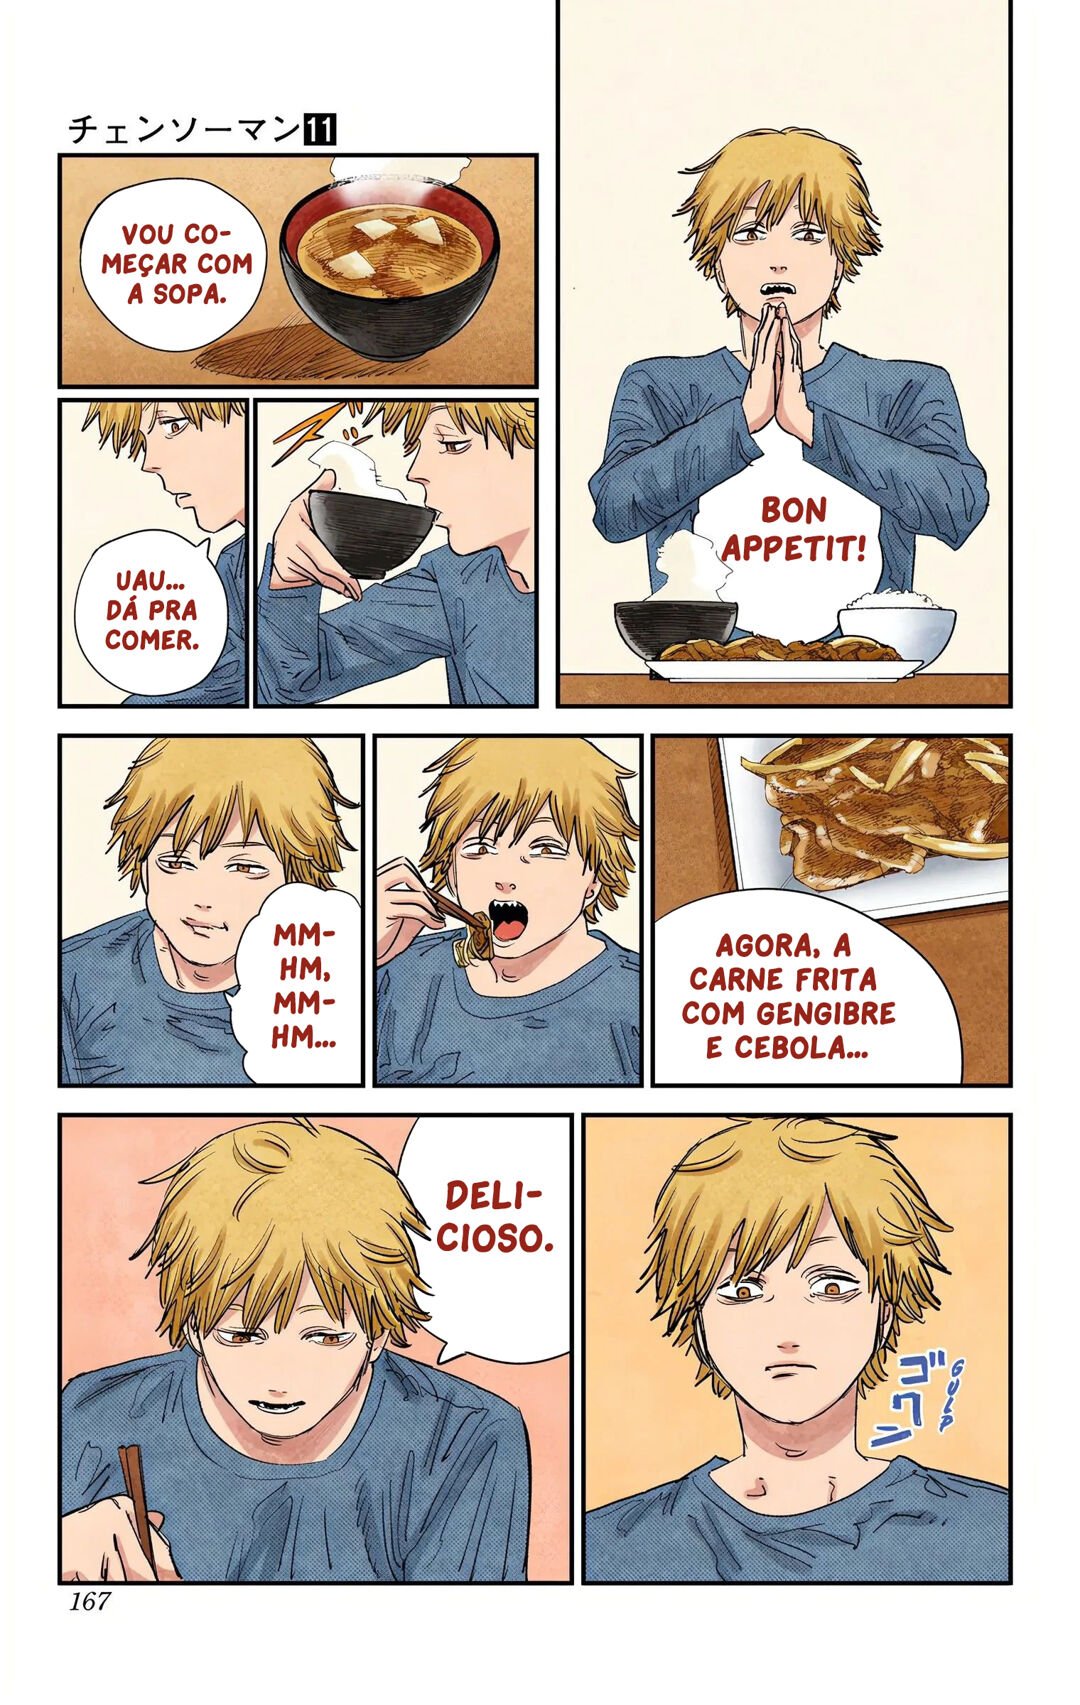 チェンソーマン11
BON
APPETIT!
VOU CO-
MEÇAR COM
A SOPA.
UAU...
DÁ PRA
COMER.
AGORA, A
CARNE FRITA
COM GENGIBRE
E CEBOLA...
MM-
HM,
MM-
HM...
ゴクン
GULP
DELI-
CIOSO.
167